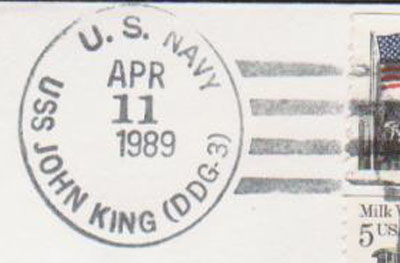 U.S. NAVY
APR
11
1989
USS JOHN KING (DDG-3)
Milk
5 US